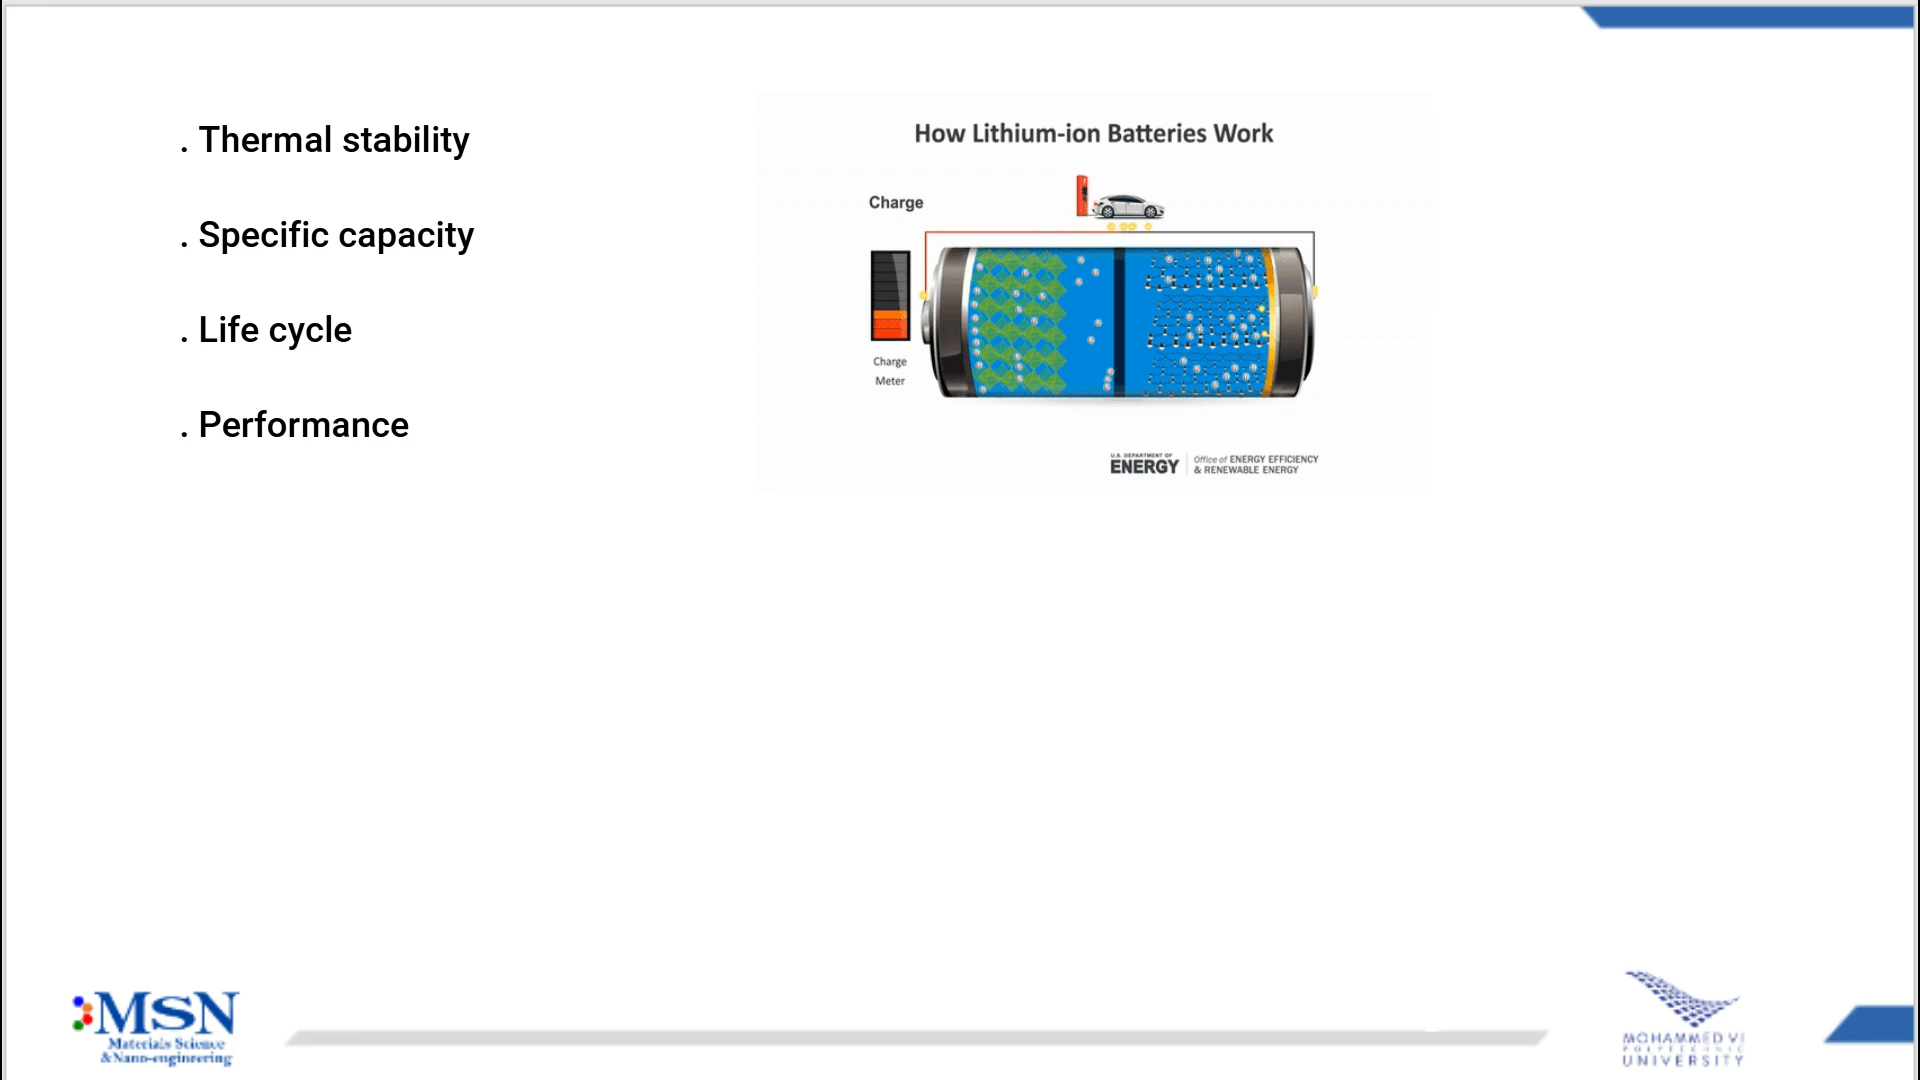 . Thermal stability
. Specific capacity
. Life cycle
. Performance
How Lithium-ion Batteries Work
Charge
Charge
Meter
U.S. DEPARTMENT OF
ENERGY
Office of ENERGY EFFICIENCY
& RENEWABLE ENERGY
MSN
Materials Science
& Nano-engineering
MOHAMMED VI
POLYTECHNIC
UNIVERSITY